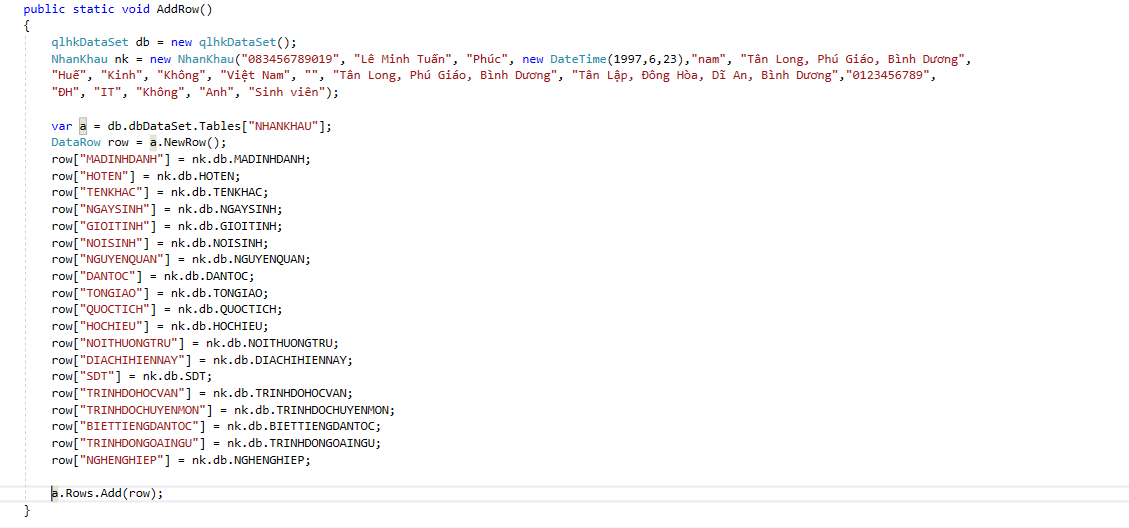 public static void AddRow()
{
qlhkDataSet db = new qlhkDataSet();
NhanKhau nk = new NhanKhau("083456789019", "Lê Minh Tuấn", "Phúc", new DateTime(1997,6,23),"nam", "Tân Long, Phú Giáo, Bình Dương",
"Huế", "Kinh", "Không", "Việt Nam", "", "Tân Long, Phú Giáo, Bình Dương", "Tân Lập, Đông Hòa, Dĩ An, Bình Dương","0123456789",
"ĐH", "IT", "Không", "Anh", "Sinh viên");
var a = db.dbDataSet.Tables["NHANKHAU"];
DataRow row = a.NewRow();
row["MADINHDANH"] = nk.db.MADINHDANH;
row["HOTEN"] = nk.db.HOTEN;
row["TENKHAC"] = nk.db.TENKHAC;
row["NGAYSINH"] = nk.db.NGAYSINH;
row["GIOITINH"] = nk.db.GIOITINH;
row["NOISINH"] = nk.db.NOISINH;
row["NGUYENQUAN"] = nk.db.NGUYENQUAN;
row["DANTOC"] = nk.db.DANTOC;
row["TONGIAO"] = nk.db.TONGIAO;
row["QUOCTICH"] = nk.db.QUOCTICH;
row["HOCHIEU"] = nk.db.HOCHIEU;
row["NOITHUONGTRU"] = nk.db.NOITHUONGTRU;
row["DIACHIHIENNAY"] = nk.db.DIACHIHIENNAY;
row["SDT"] = nk.db.SDT;
row["TRINHDOHOCVAN"] = nk.db.TRINHDOHOCVAN;
row["TRINHDOCHUYENMON"] = nk.db.TRINHDOCHUYENMON;
row["BIETTIENGDANTOC"] = nk.db.BIETTIENGDANTOC;
row["TRINHDONGOAINGU"] = nk.db.TRINHDONGOAINGU;
row["NGHENGHIEP"] = nk.db.NGHENGHIEP;
a.Rows.Add(row);
}